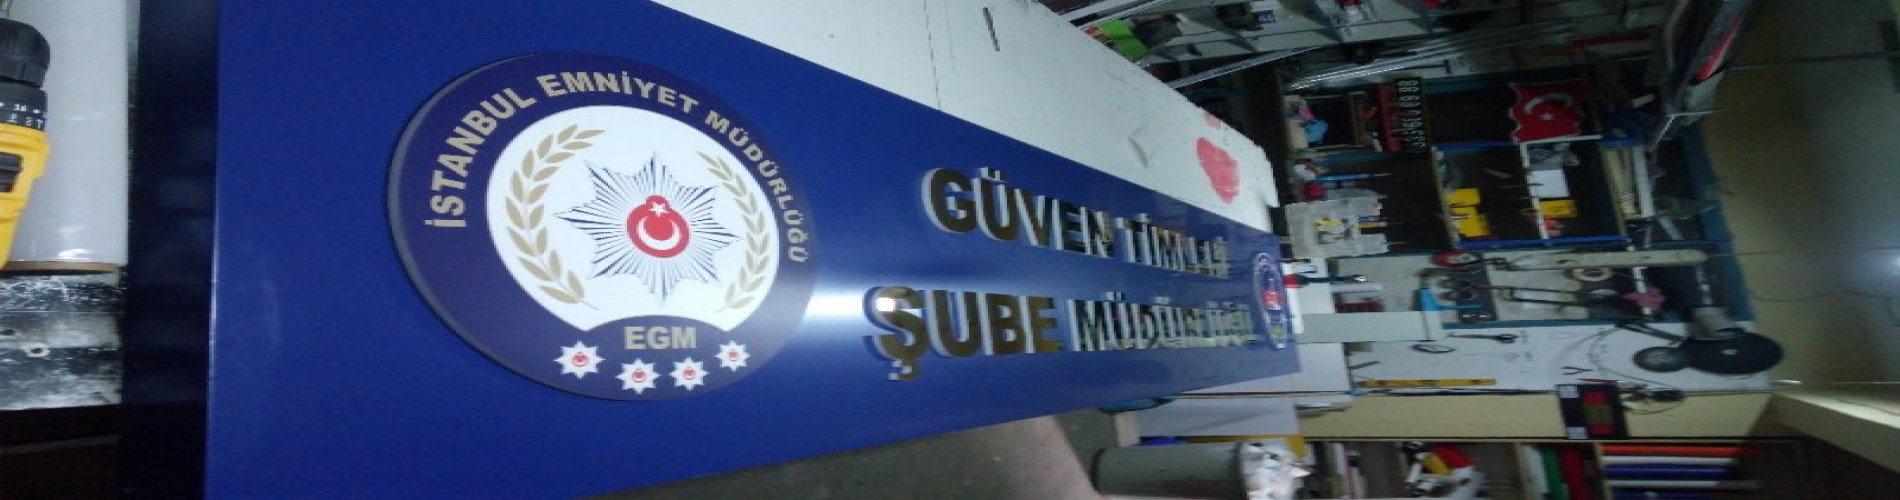 İSTANBUL EMNİYET MÜDÜRLÜĞÜ
EGM
GÜVEN TİMLERİ
ŞUBE MÜDÜRLÜĞÜ